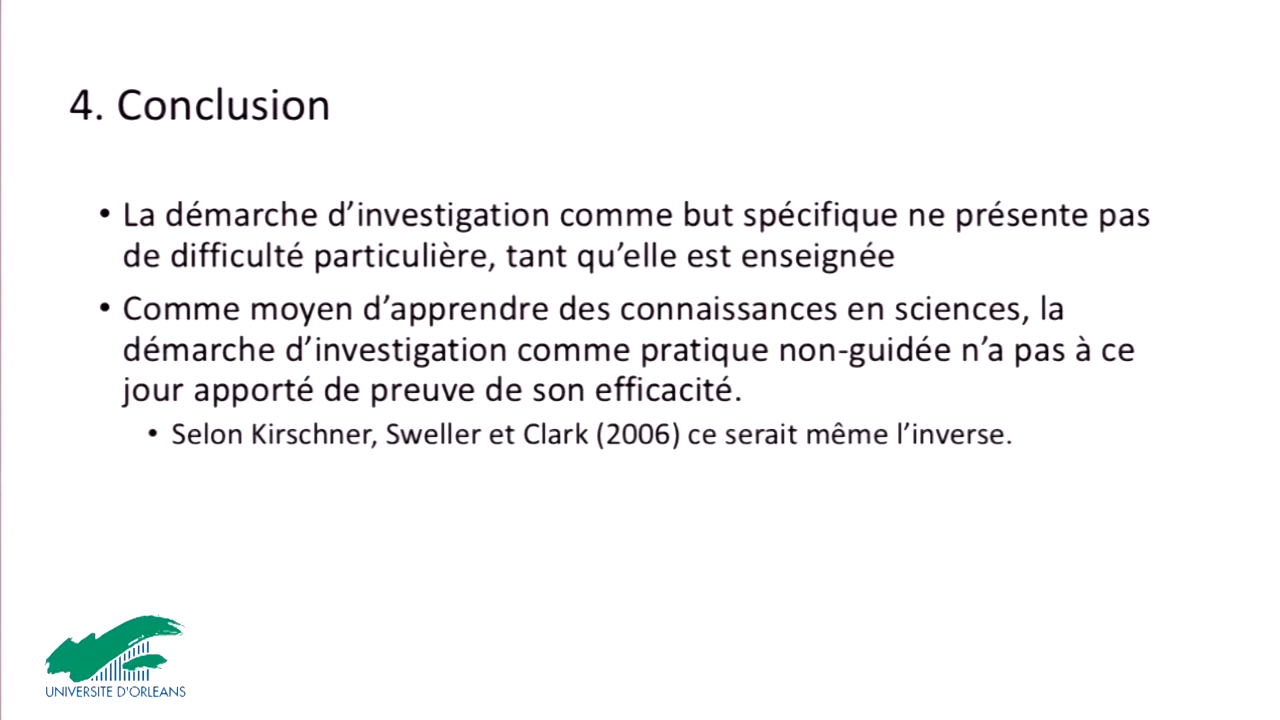 4. Conclusion
• La démarche d’investigation comme but spécifique ne présente pas
de difficulté particulière, tant qu’elle est enseignée
• Comme moyen d’apprendre des connaissances en sciences, la
démarche d’investigation comme pratique non-guidée n’a pas à ce
jour apporté de preuve de son efficacité.
• Selon Kirschner, Sweller et Clark (2006) ce serait même l’inverse.
UNIVERSITE D'ORLEANS